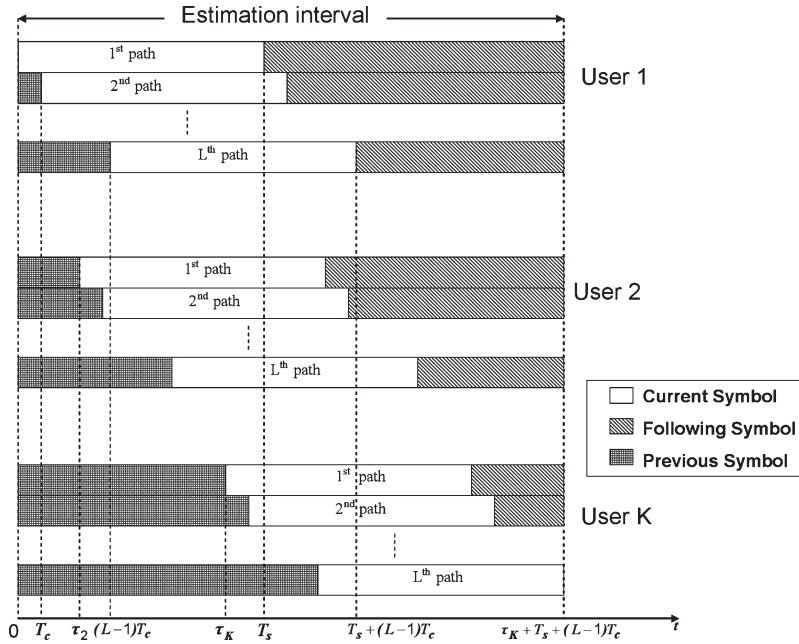 Estimation interval
1st path
2nd path
Lth path
User 1
1st path
2nd path
Lth path
User 2
Current Symbol
Following Symbol
Previous Symbol
1st path
2nd path
Lth path
User K
0 Tc τ2 (L-1)Tc τK Ts Ts+(L-1)Tc τK+Ts+(L-1)Tc t